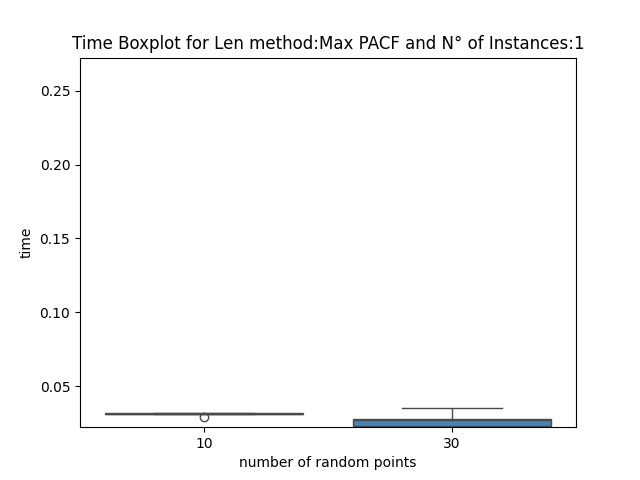 Time Boxplot for Len method:Max PACF and N° of Instances:1
0.25
0.20
0.15
0.10
0.05
time
10
30
number of random points